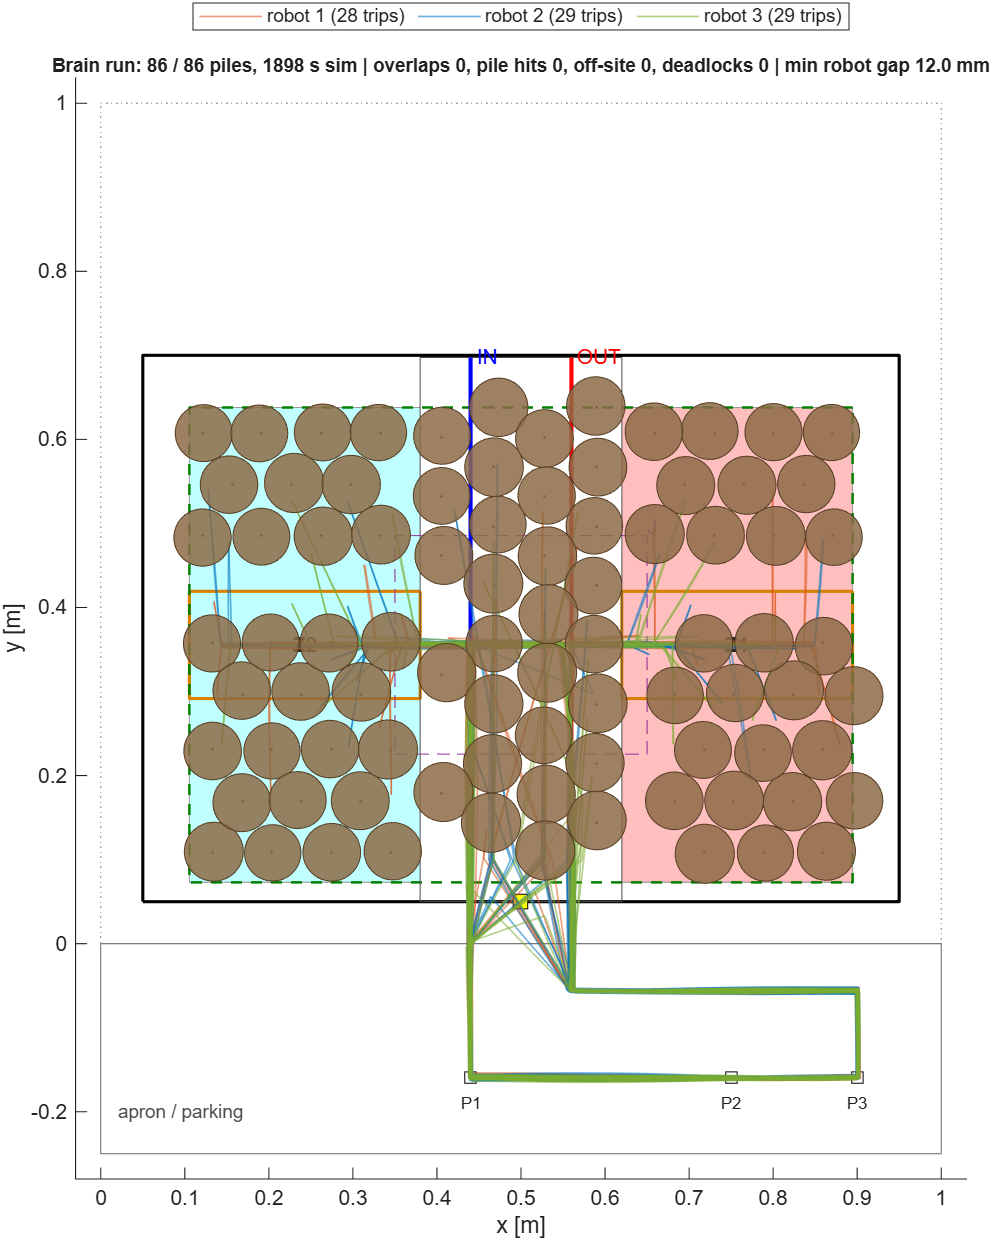 robot 1 (28 trips) robot 2 (29 trips) robot 3 (29 trips)
Brain run: 86 / 86 piles, 1898 s sim | overlaps 0, pile hits 0, off-site 0, deadlocks 0 | min robot gap 12.0 mm
1
0.8
IN OUT
0.6
0.4
y [m]
0.2
0
P1 P2 P3
-0.2
apron / parking
0 0.1 0.2 0.3 0.4 0.5 0.6 0.7 0.8 0.9 1
x [m]